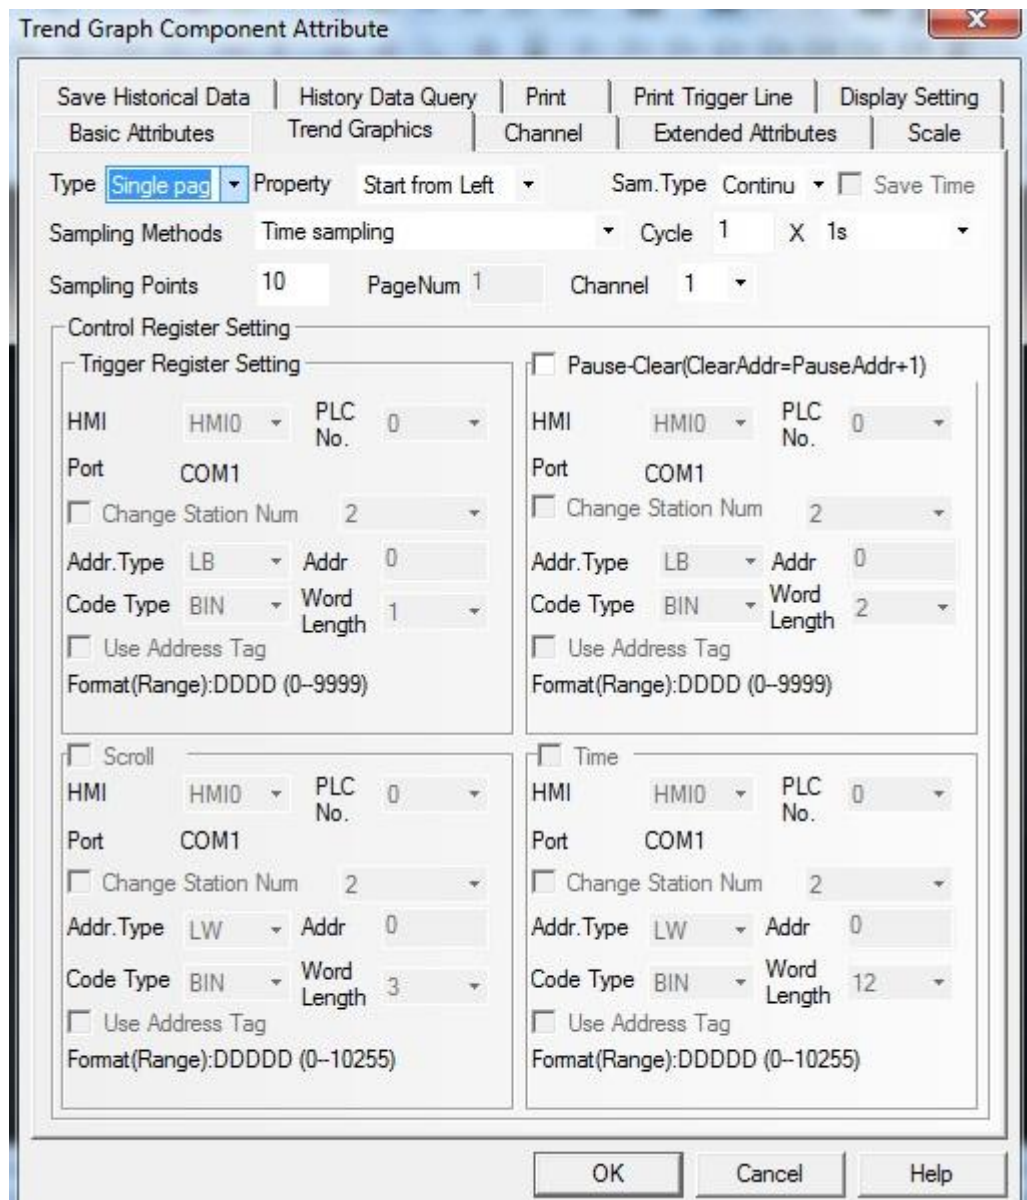 Trend Graph Component Attribute
X
Save Historical Data History Data Query Print Print Trigger Line Display Setting
Basic Attributes Trend Graphics Channel Extended Attributes Scale
Type Single pag Property Start from Left Sam.Type Continu Save Time
Sampling Methods Time sampling Cycle 1 X 1s
Sampling Points 10 PageNum 1 Channel 1
Control Register Setting
Trigger Register Setting
HMI HMI0 PLC No. 0
Port COM1
Change Station Num 2
Addr.Type LB Addr 0
Code Type BIN Word Length 1
Use Address Tag
Format(Range):DDDD (0--9999)
Pause-Clear(ClearAddr=PauseAddr+1)
HMI HMI0 PLC No. 0
Port COM1
Change Station Num 2
Addr.Type LB Addr 0
Code Type BIN Word Length 2
Use Address Tag
Format(Range):DDDD (0--9999)
Scroll
HMI HMI0 PLC No. 0
Port COM1
Change Station Num 2
Addr.Type LW Addr 0
Code Type BIN Word Length 3
Use Address Tag
Format(Range):DDDDD (0--10255)
Time
HMI HMI0 PLC No. 0
Port COM1
Change Station Num 2
Addr.Type LW Addr 0
Code Type BIN Word Length 12
Use Address Tag
Format(Range):DDDDD (0--10255)
OK Cancel Help